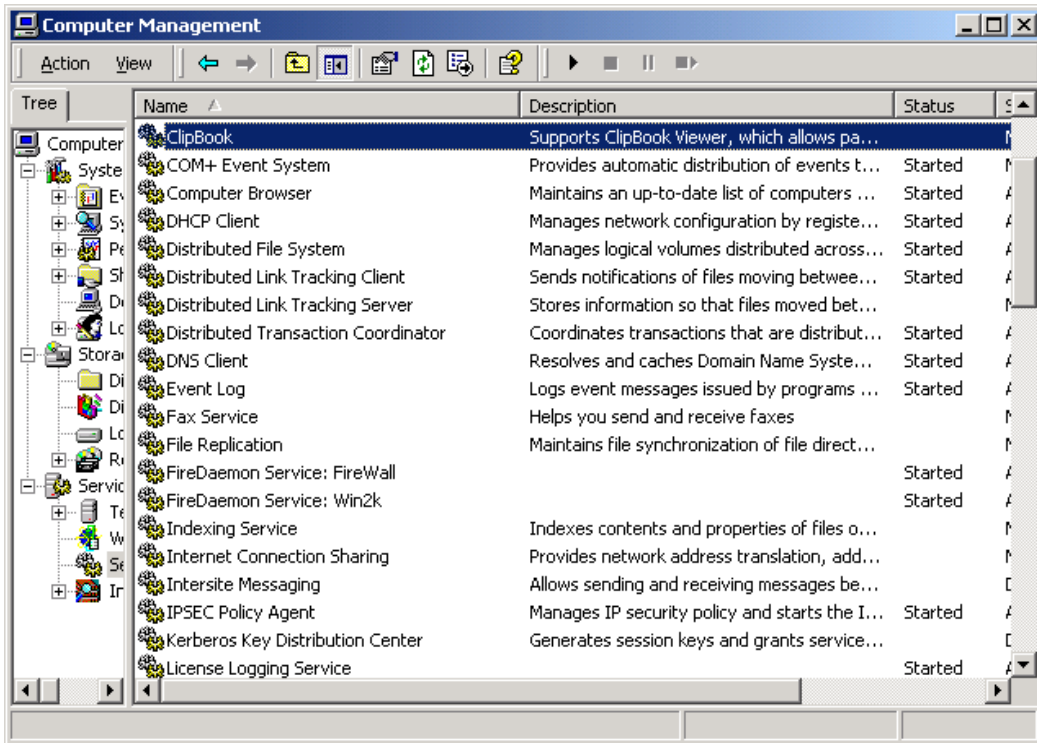 Computer Management
Action View
Tree
Name Description Status
Computer
ClipBook Supports ClipBook Viewer, which allows pa...
Syste
COM+ Event System Provides automatic distribution of events t... Started
Computer Browser Maintains an up-to-date list of computers ... Started
DHCP Client Manages network configuration by registe... Started
Distributed File System Manages logical volumes distributed across... Started
Distributed Link Tracking Client Sends notifications of files moving betwee... Started
Distributed Link Tracking Server Stores information so that files moved bet...
Distributed Transaction Coordinator Coordinates transactions that are distribut... Started
Storag
DNS Client Resolves and caches Domain Name Syste... Started
Di
Event Log Logs event messages issued by programs ... Started
Di
Fax Service Helps you send and receive faxes
File Replication Maintains file synchronization of file direct...
FireDaemon Service: FireWall Started
Servic
FireDaemon Service: Win2k Started
Indexing Service Indexes contents and properties of files o...
Internet Connection Sharing Provides network address translation, add...
Se
Intersite Messaging Allows sending and receiving messages be...
IPSEC Policy Agent Manages IP security policy and starts the I... Started
Kerberos Key Distribution Center Generates session keys and grants service...
License Logging Service Started